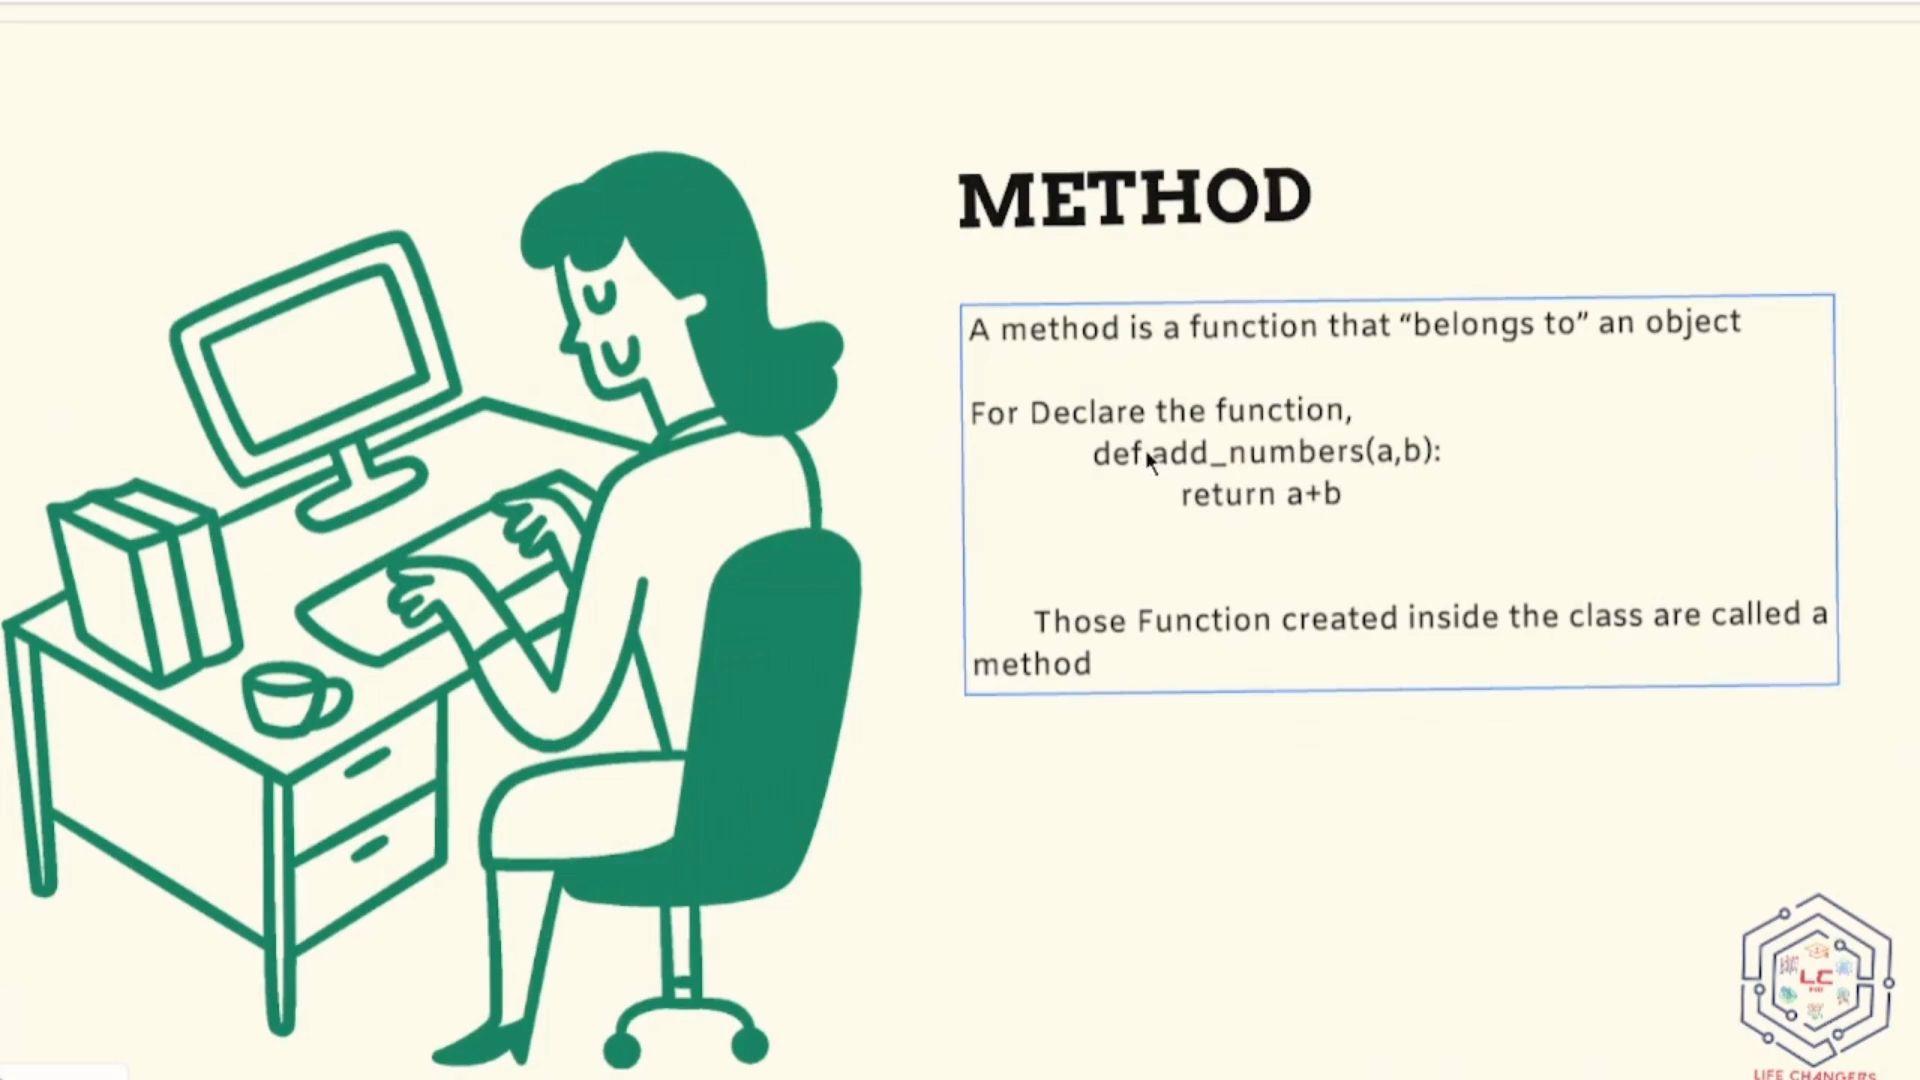 METHOD
A method is a function that “belongs to” an object
For Declare the function,
def add_numbers(a,b):
return a+b
Those Function created inside the class are called a
method
LC
LIFE CHANGERS